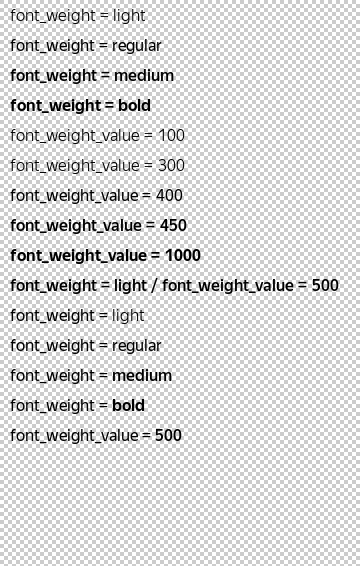 font_weight = light
font_weight = regular
font_weight = medium
font_weight = bold
font_weight_value = 100
font_weight_value = 300
font_weight_value = 400
font_weight_value = 450
font_weight_value = 1000
font_weight = light / font_weight_value = 500
font_weight = light
font_weight = regular
font_weight = medium
font_weight = bold
font_weight_value = 500